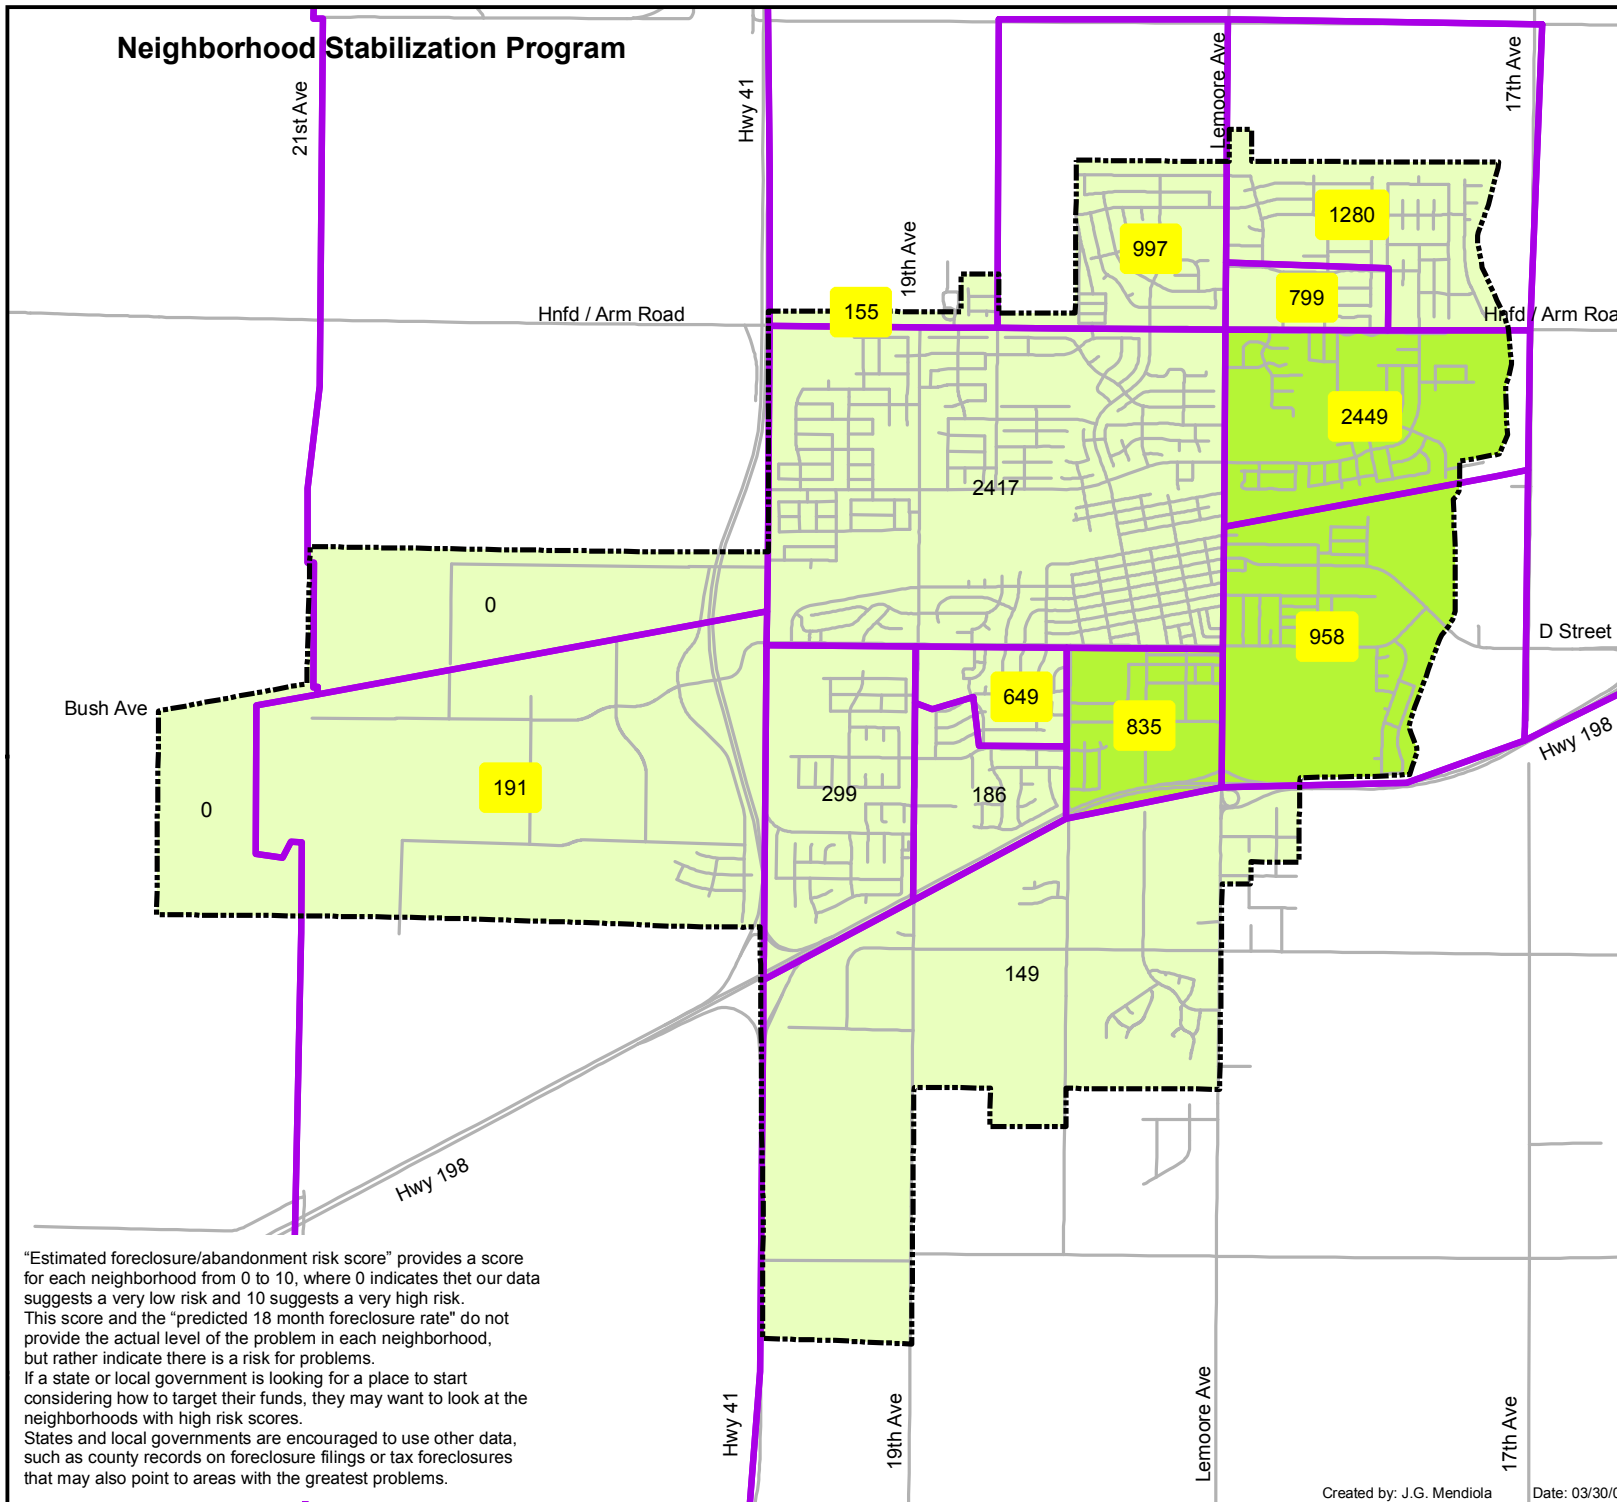 Neighborhood Stabilization Program
21st Ave
Hwy 41
Lemoore Ave
17th Ave
19th Ave
1280
997
799
155
Hnfd / Arm Road
Hnfd / Arm Roa
2449
2417
0
958
D Street
649
Bush Ave
835
Hwy 198
191
299
186
0
149
Hwy 198
“Estimated foreclosure/abandonment risk score” provides a score
for each neighborhood from 0 to 10, where 0 indicates thet our data
suggests a very low risk and 10 suggests a very high risk.
This score and the “predicted 18 month foreclosure rate" do not
provide the actual level of the problem in each neighborhood,
but rather indicate there is a risk for problems.
If a state or local government is looking for a place to start
considering how to target their funds, they may want to look at the
neighborhoods with high risk scores.
States and local governments are encouraged to use other data,
such as county records on foreclosure filings or tax foreclosures
that may also point to areas with the greatest problems.
Hwy 41
19th Ave
Lemoore Ave
17th Ave
Created by: J.G. Mendiola
Date: 03/30/0